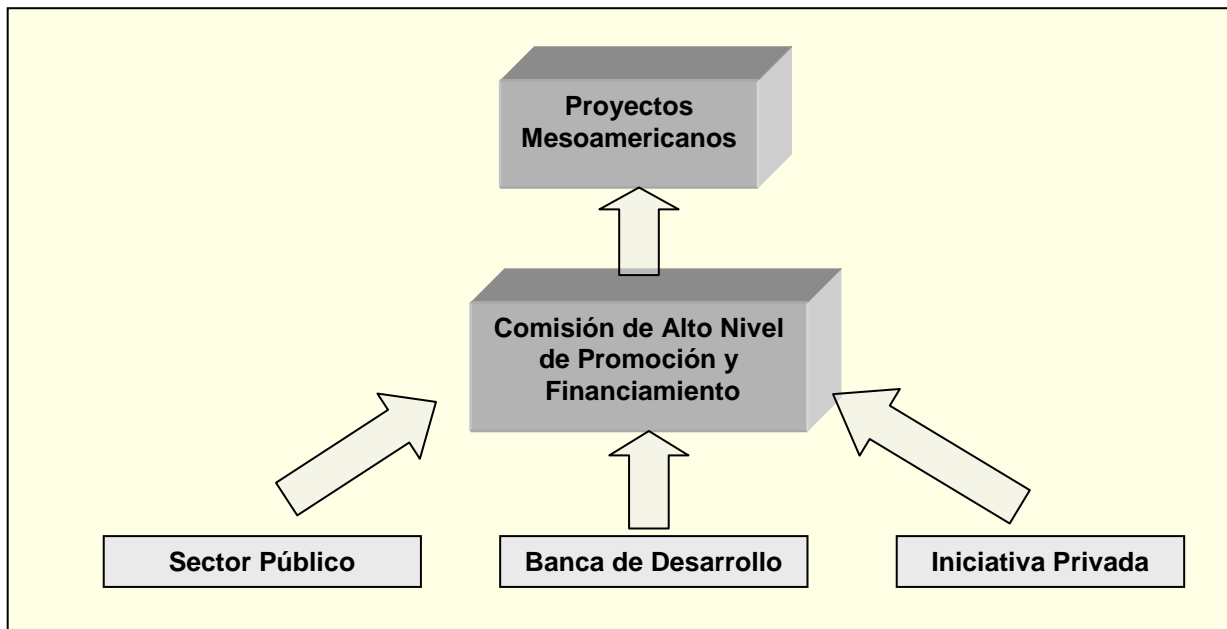 Proyectos
Mesoamericanos
Comisión de Alto Nivel
de Promoción y
Financiamiento
Sector Público
Banca de Desarrollo
Iniciativa Privada